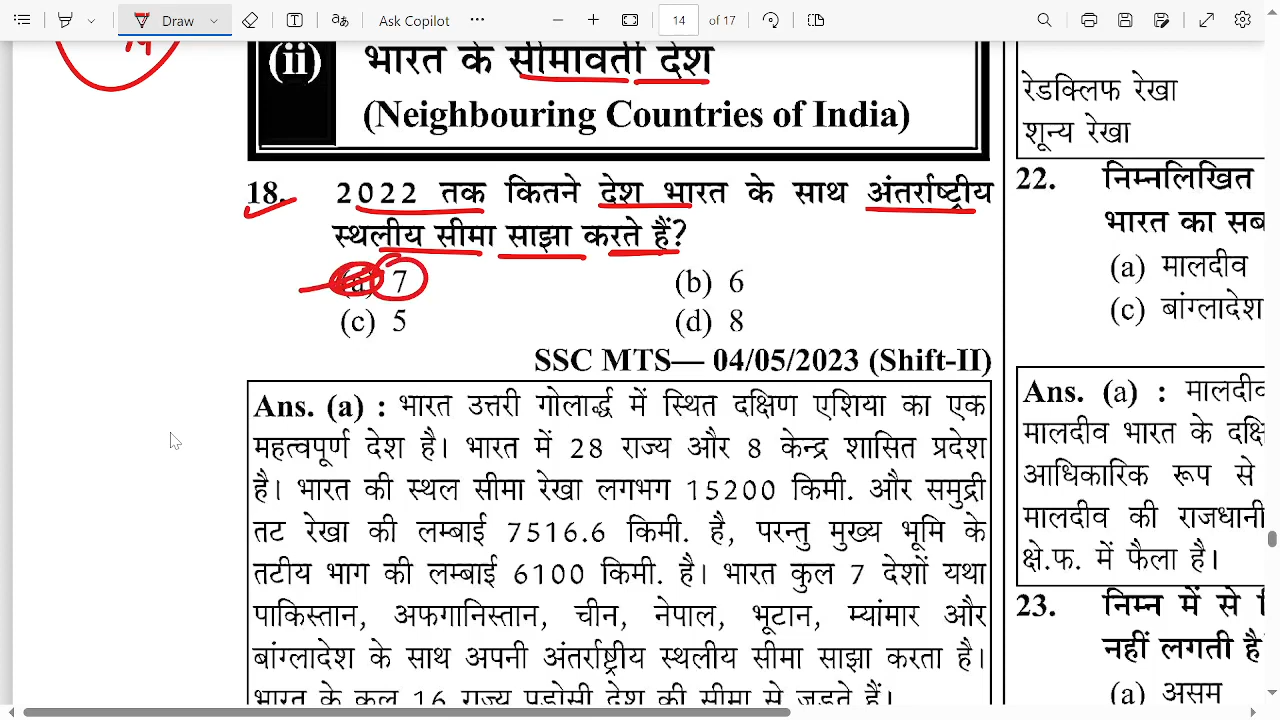 Draw
Ask Copilot
14 of 17
19
(ii) भारत के सीमावर्ती देश
(Neighbouring Countries of India)
18. 2022 तक कितने देश भारत के साथ अंतर्राष्ट्रीय
स्थलीय सीमा साझा करते हैं?
(a) 7 (b) 6
(c) 5 (d) 8
SSC MTS— 04/05/2023 (Shift-II)
Ans. (a) : भारत उत्तरी गोलार्द्ध में स्थित दक्षिण एशिया का एक
महत्वपूर्ण देश है। भारत में 28 राज्य और 8 केन्द्र शासित प्रदेश
है। भारत की स्थल सीमा रेखा लगभग 15200 किमी. और समुद्री
तट रेखा की लम्बाई 7516.6 किमी. है, परन्तु मुख्य भूमि के
तटीय भाग की लम्बाई 6100 किमी. है। भारत कुल 7 देशों यथा
पाकिस्तान, अफगानिस्तान, चीन, नेपाल, भूटान, म्यांमार और
बांग्लादेश के साथ अपनी अंतर्राष्ट्रीय स्थलीय सीमा साझा करता है।
भारत के कुल 16 राज्य पड़ोसी देश की सीमा से जुड़ते हैं।
रेडक्लिफ रेखा
शून्य रेखा
22. निम्नलिखित
भारत का सब
(a) मालदीव
(c) बांग्लादेश
Ans. (a) : मालदीव
मालदीव भारत के दक्षि
आधिकारिक रूप से
मालदीव की राजधानी
क्षे.फ. में फैला है।
23. निम्न में से
नहीं लगती है
(a) असम